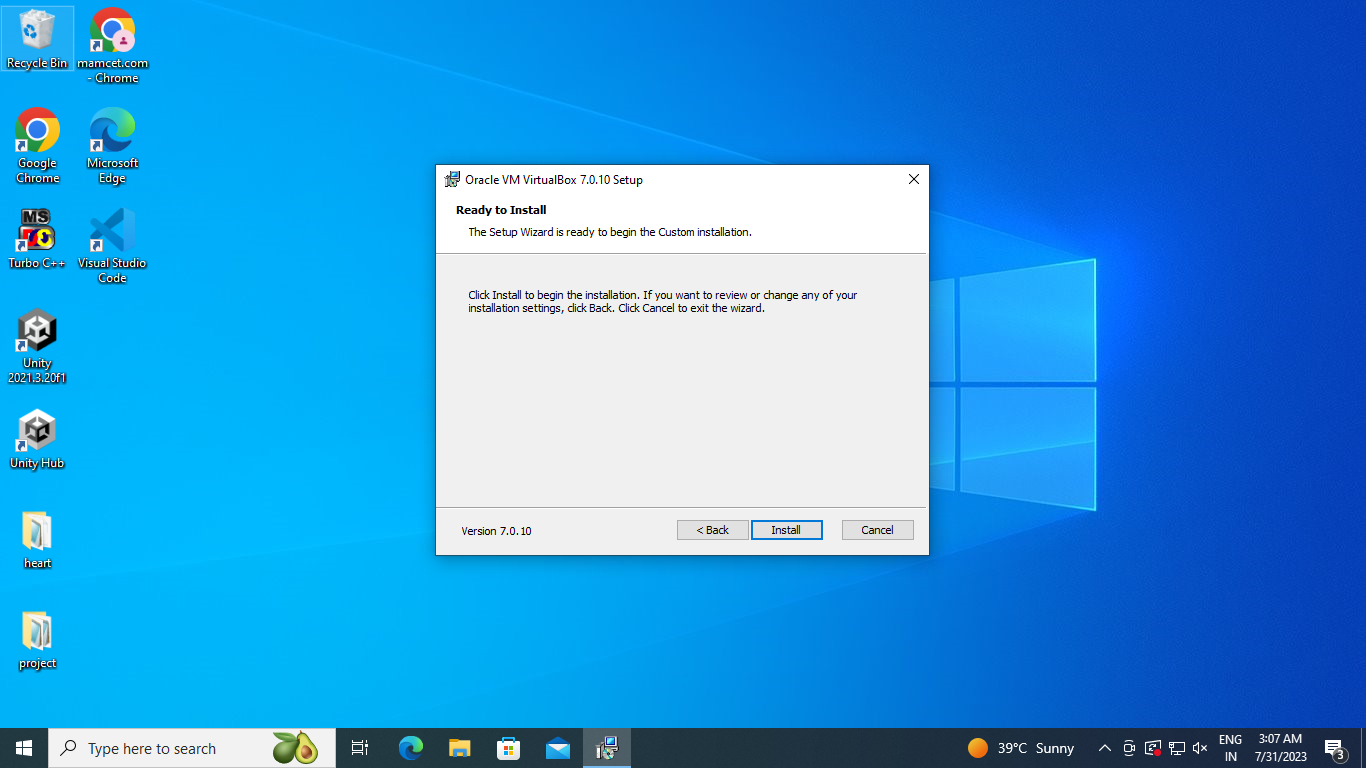 Recycle Bin
mamcet.com
- Chrome
Google
Chrome
Microsoft
Edge
MS
Turbo C++
Visual Studio
Code
Unity
2021.3.20f1
Unity Hub
heart
project
Oracle VM VirtualBox 7.0.10 Setup
Ready to Install
The Setup Wizard is ready to begin the Custom installation.
Click Install to begin the installation. If you want to review or change any of your
installation settings, click Back. Click Cancel to exit the wizard.
Version 7.0.10
< Back
Install
Cancel
Type here to search
39°C Sunny
ENG
IN
3:07 AM
7/31/2023
3